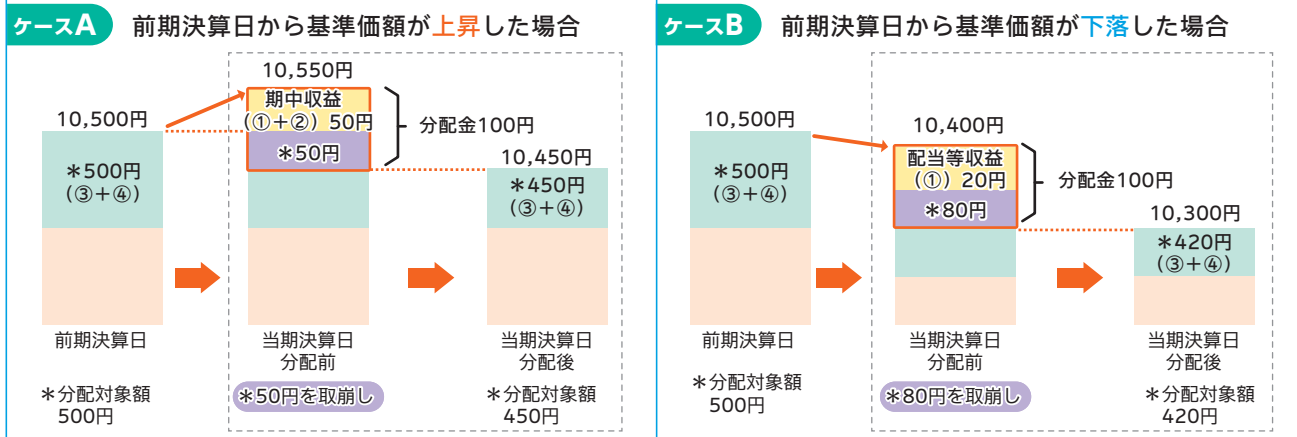 ケースA 前期決算日から基準価額が上昇した場合
10,500円
＊500円
（③＋④）
前期決算日
＊分配対象額
500円
10,550円
期中収益
（①＋②）50円
＊50円
分配金100円
当期決算日
分配前
＊50円を取崩し
10,450円
＊450円
（③＋④）
当期決算日
分配後
＊分配対象額
450円
ケースB 前期決算日から基準価額が下落した場合
10,500円
＊500円
（③＋④）
前期決算日
＊分配対象額
500円
10,400円
配当等収益
（①）20円
＊80円
分配金100円
当期決算日
分配前
＊80円を取崩し
10,300円
＊420円
（③＋④）
当期決算日
分配後
＊分配対象額
420円